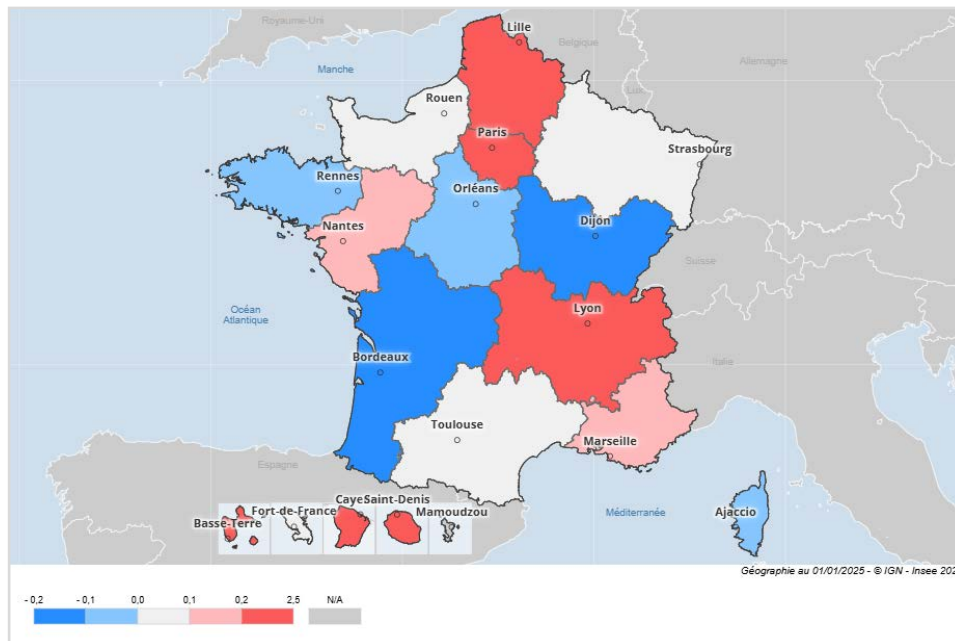 Royaume-Uni
Lille
Belgique
Allemagne
Manche
Lux
Rouen
Paris
Strasbourg
Rennes
Orléans
Nantes
Dijon
Suisse
Océan
Atlantique
Lyon
Italie
Bordeaux
Toulouse
Marseille
Espagne
Fort-de-France
Saint-Denis
Mamoudzou
Basse-Terre
Méditerranée
Ajaccio
Géographie au 01/01/2025 - © IGN - Insee 202
- 0,2
- 0,1
0,0
0,1
0,2
2,5
N/A